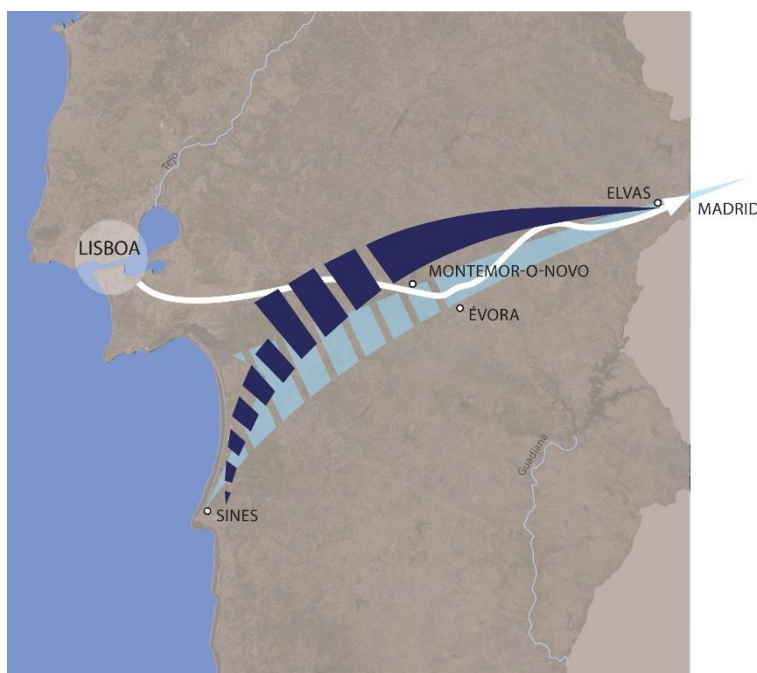 Tejo
ELVAS
MADRID
LISBOA
MONTEMOR-O-NOVO
ÉVORA
Guadiana
SINES